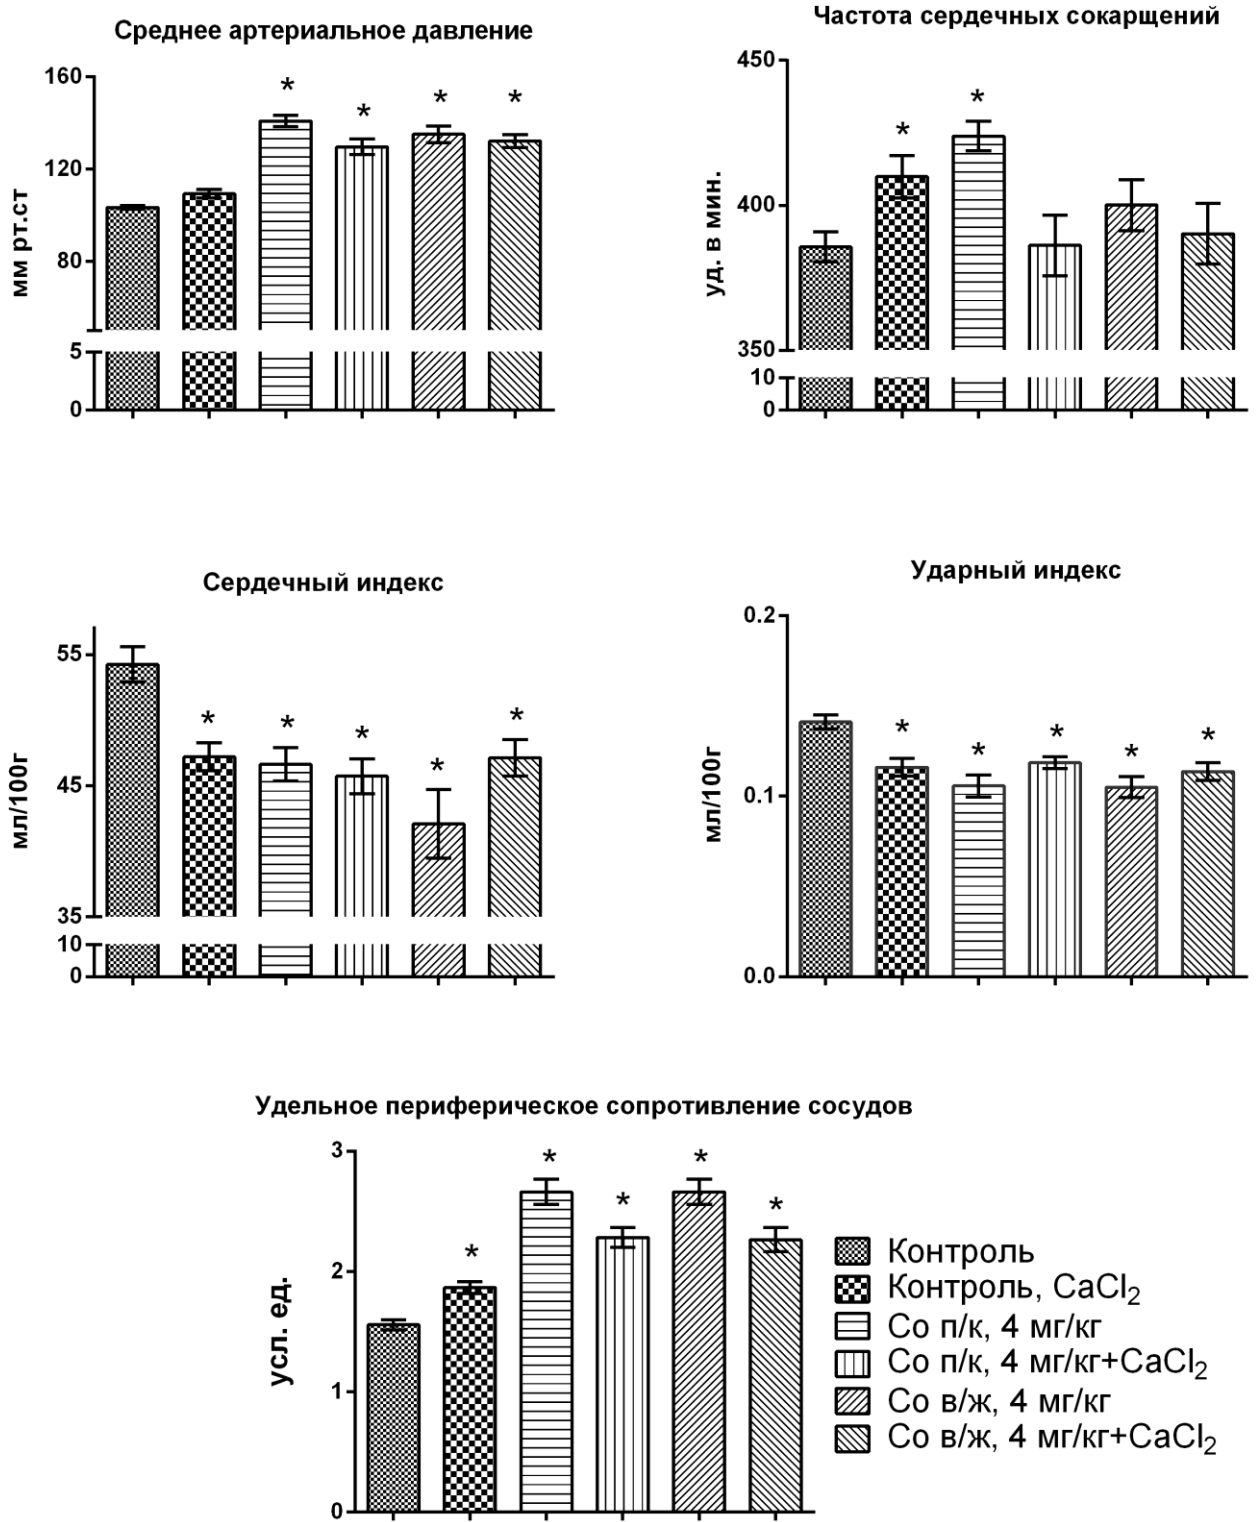 Среднее артериальное давление
160
120
80
5
0
мм рт.ст
*
*
*
*
Частота сердечных сокарщений
450
400
350
10
0
уд. в мин.
*
*
Сердечный индекс
55
45
35
10
0
мл/100г
*
*
*
*
*
Ударный индекс
0.2
0.1
0.0
мл/100г
*
*
*
*
*
Удельное периферическое сопротивление сосудов
3
2
1
0
усл. ед.
*
*
*
*
*
Контроль
Контроль, CaCl₂
Со п/к, 4 мг/кг
Со п/к, 4 мг/кг+CaCl₂
Со в/ж, 4 мг/кг
Со в/ж, 4 мг/кг+CaCl₂